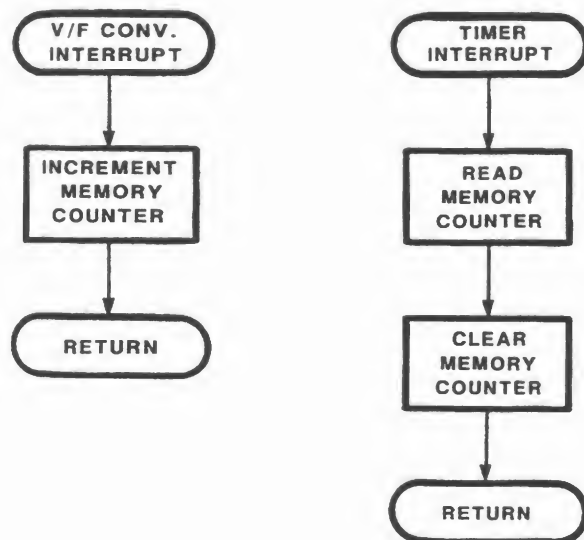 V/F CONV.
INTERRUPT
INCREMENT
MEMORY
COUNTER
RETURN
TIMER
INTERRUPT
READ
MEMORY
COUNTER
CLEAR
MEMORY
COUNTER
RETURN